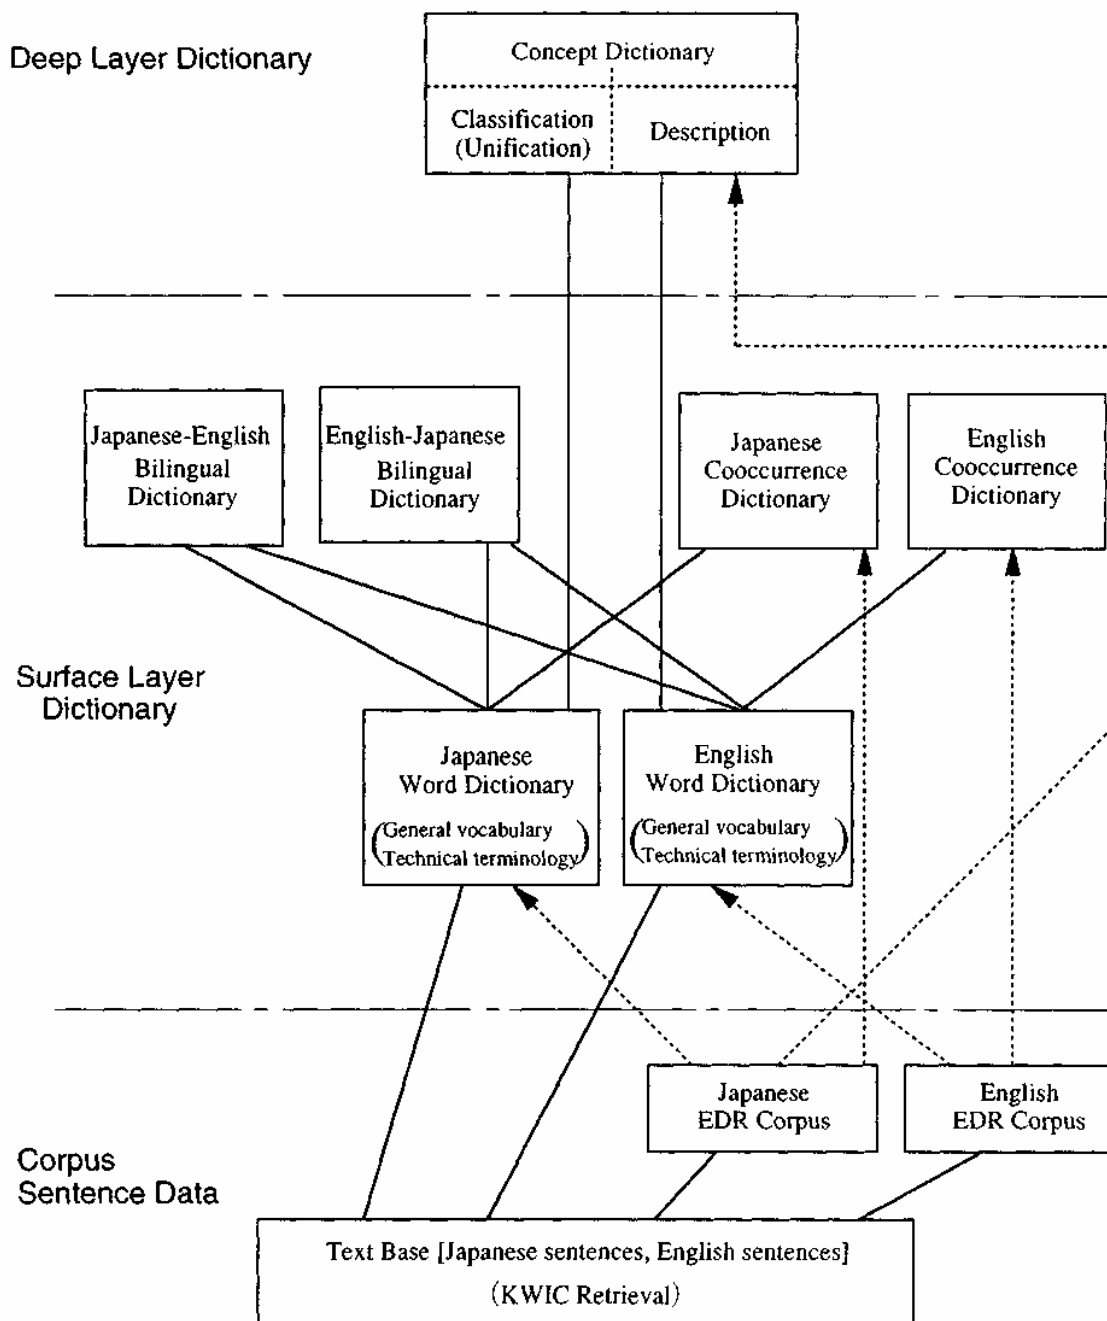 Deep Layer Dictionary
Concept Dictionary
Classification
(Unification)
Description
Japanese-English
Bilingual
Dictionary
English-Japanese
Bilingual
Dictionary
Japanese
Cooccurrence
Dictionary
English
Cooccurrence
Dictionary
Surface Layer
Dictionary
Japanese
Word Dictionary
(General vocabulary
Technical terminology)
English
Word Dictionary
(General vocabulary
Technical terminology)
Japanese
EDR Corpus
English
EDR Corpus
Corpus
Sentence Data
Text Base [Japanese sentences, English sentences]
(KWIC Retrieval)